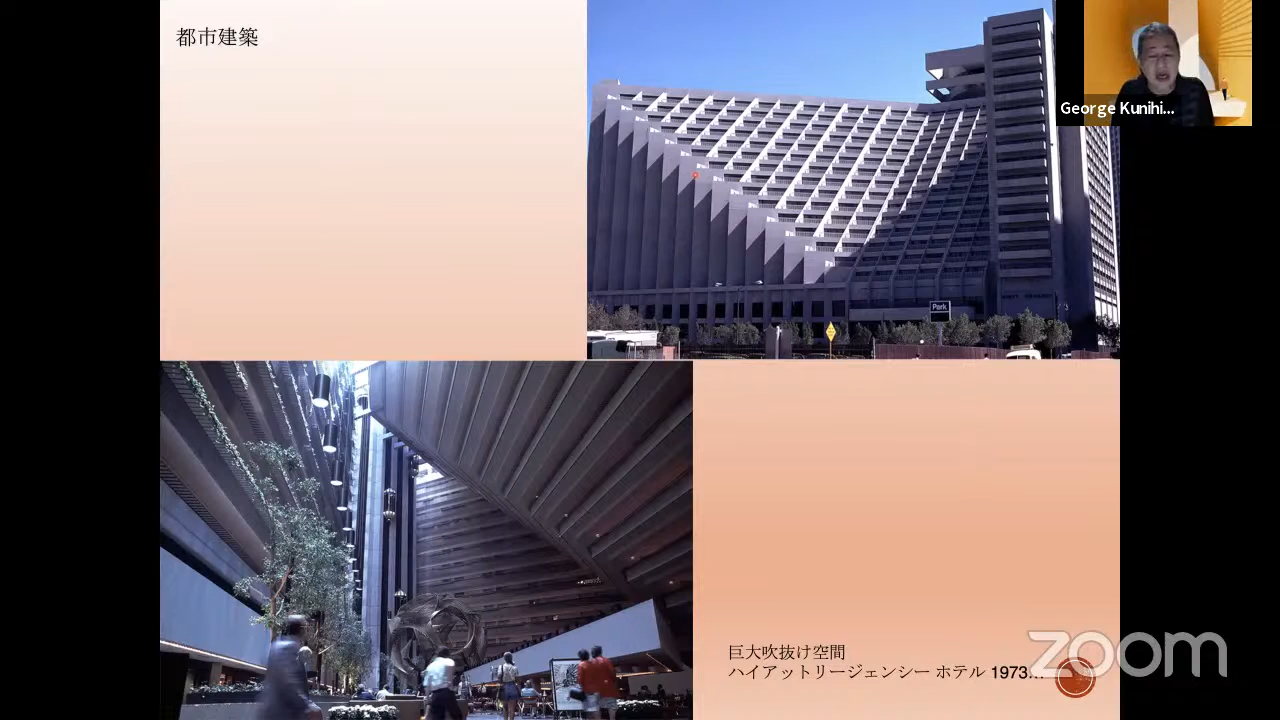 都市建築
George Kunihi...
Park
巨大吹抜け空間
ハイアットリージェンシー ホテル 1973...
zoom